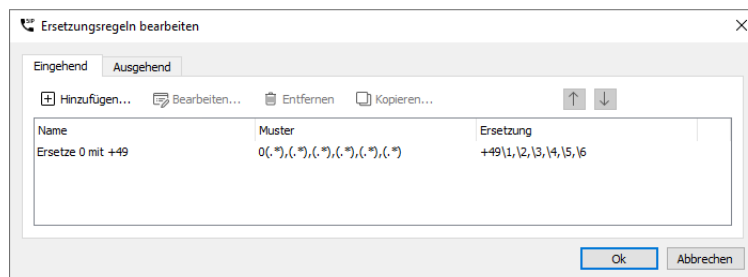 SIP Ersetzungsregeln bearbeiten
Eingehend Ausgehend
Hinzufügen... Bearbeiten... Entfernen Kopieren...
Name Muster Ersetzung
Ersetze 0 mit +49 0(.*),(.*),(.*),(.*),(.*),(.*) +49\1,\2,\3,\4,\5,\6
Ok Abbrechen